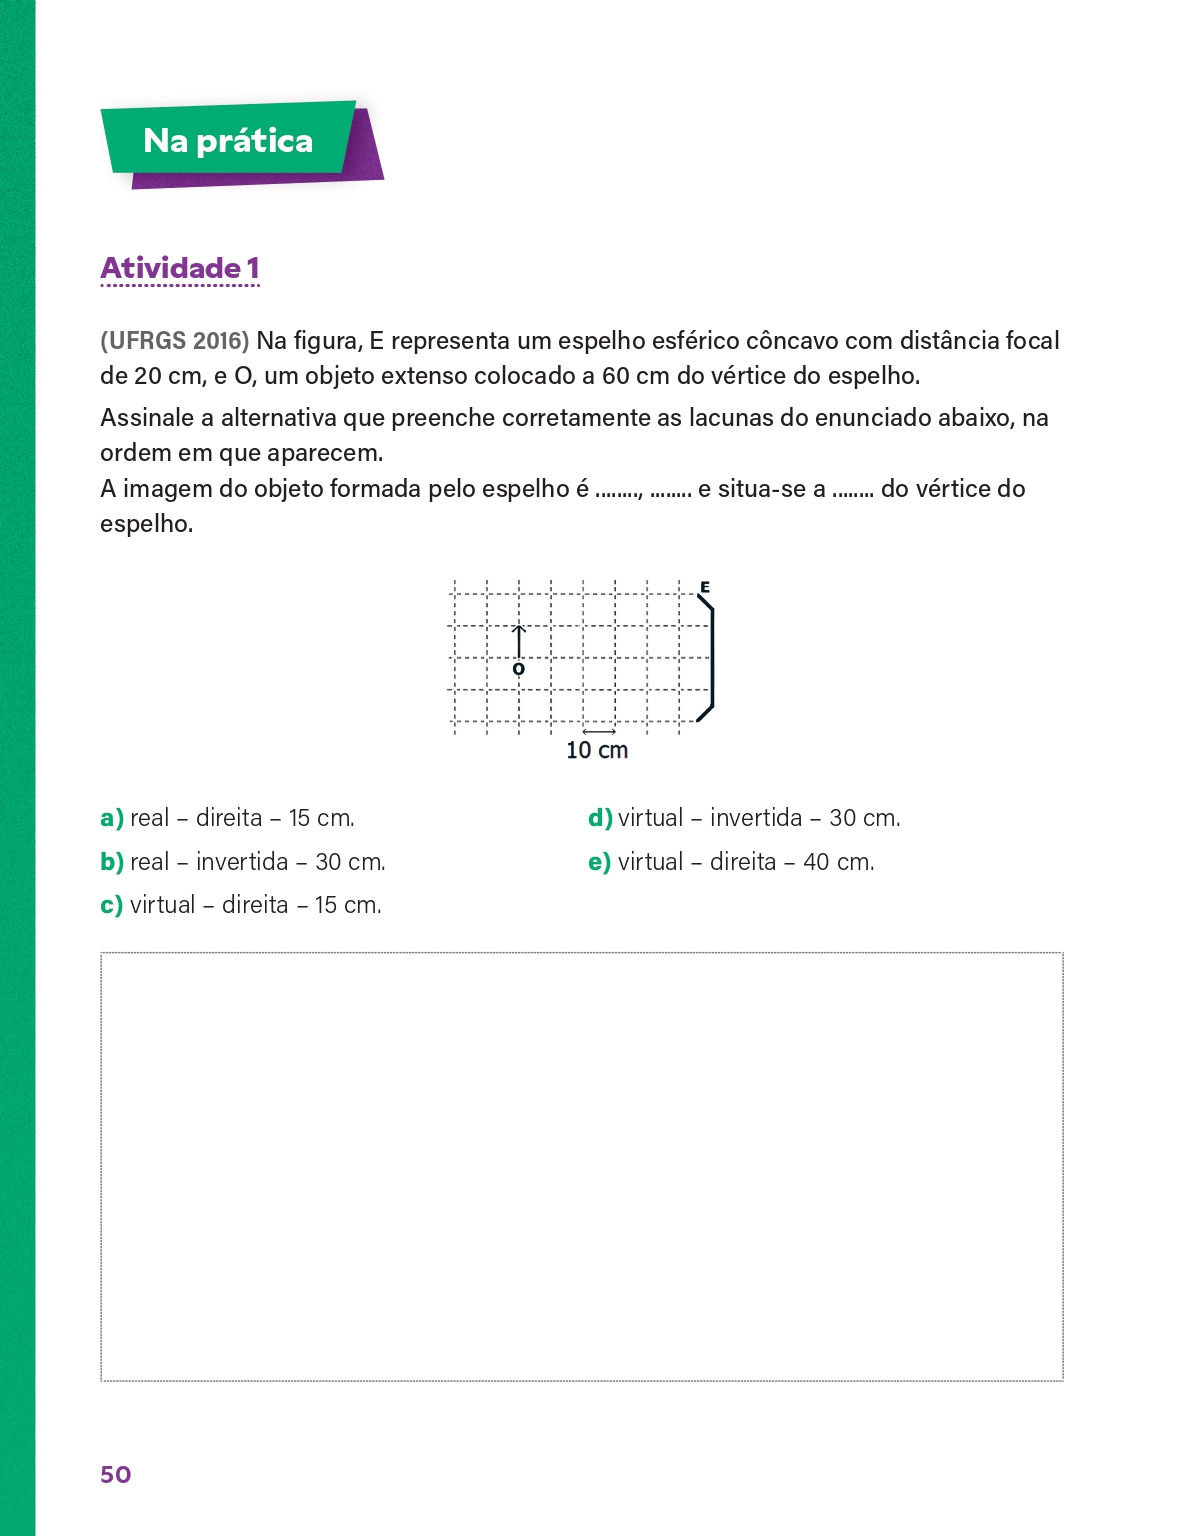 Na prática
Atividade 1
(UFRGS 2016) Na figura, E representa um espelho esférico côncavo com distância focal
de 20 cm, e O, um objeto extenso colocado a 60 cm do vértice do espelho.
Assinale a alternativa que preenche corretamente as lacunas do enunciado abaixo, na
ordem em que aparecem.
A imagem do objeto formada pelo espelho é ........, ........ e situa-se a ........ do vértice do
espelho.
E
O
10 cm
a) real – direita – 15 cm.
b) real – invertida – 30 cm.
c) virtual – direita – 15 cm.
d) virtual – invertida – 30 cm.
e) virtual – direita – 40 cm.
50